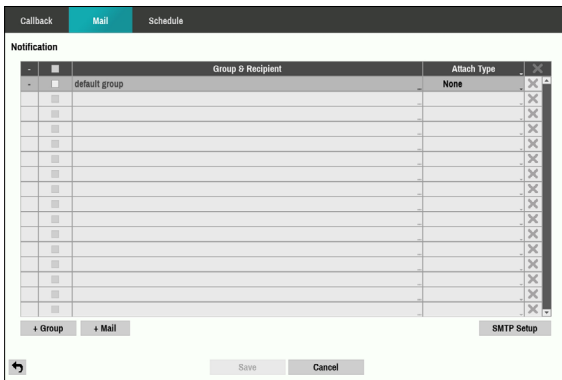 Callback Mail Schedule
Notification
- Group & Recipient Attach Type
- default group None
+ Group + Mail SMTP Setup
Save Cancel